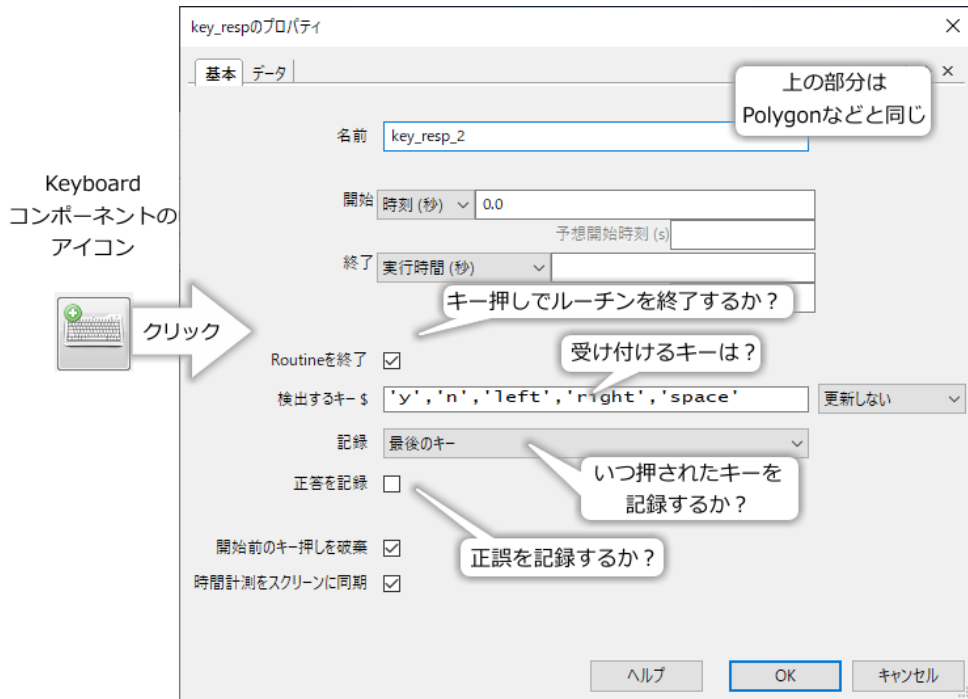 key_respのプロパティ
基本 データ
上の部分は
Polygonなどと同じ
名前 key_resp_2
Keyboard
コンポーネントの
アイコン
開始 時刻 (秒) 0.0
予想開始時刻 (s)
終了 実行時間 (秒)
キー押しでルーチンを終了するか?
クリック
受け付けるキーは?
Routineを終了
検出するキー $ 'y','n','left','right','space' 更新しない
記録 最後のキー
いつ押されたキーを
記録するか?
正答を記録
正誤を記録するか?
開始前のキー押しを破棄
時間計測をスクリーンに同期
ヘルプ OK キャンセル